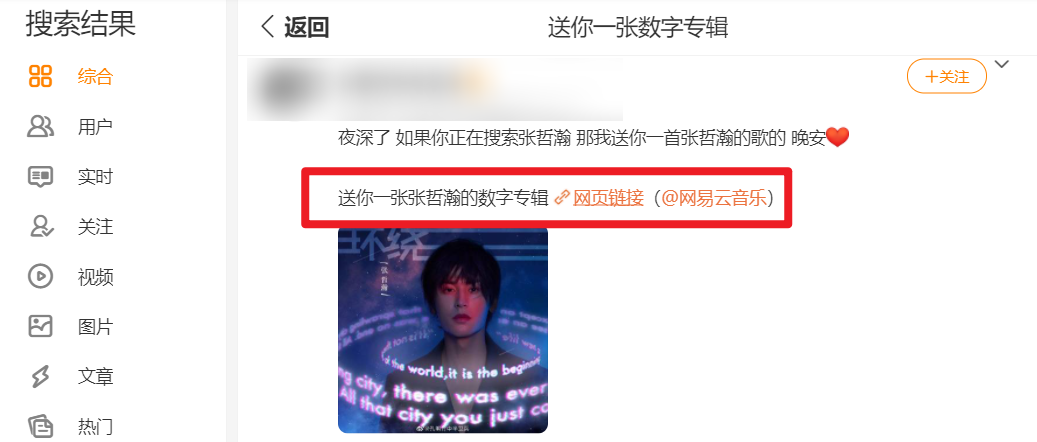 搜索结果
综合
用户
实时
关注
视频
图片
文章
热门
返回
送你一张数字专辑
+关注
夜深了 如果你正在搜索张哲瀚 那我送你一首张哲瀚的歌的 晚安❤️
送你一张张哲瀚的数字专辑 网页链接（@网易云音乐）
环绕
张哲瀚
of the world,it is the beginning
ng city, there was ever
All that city you just ca